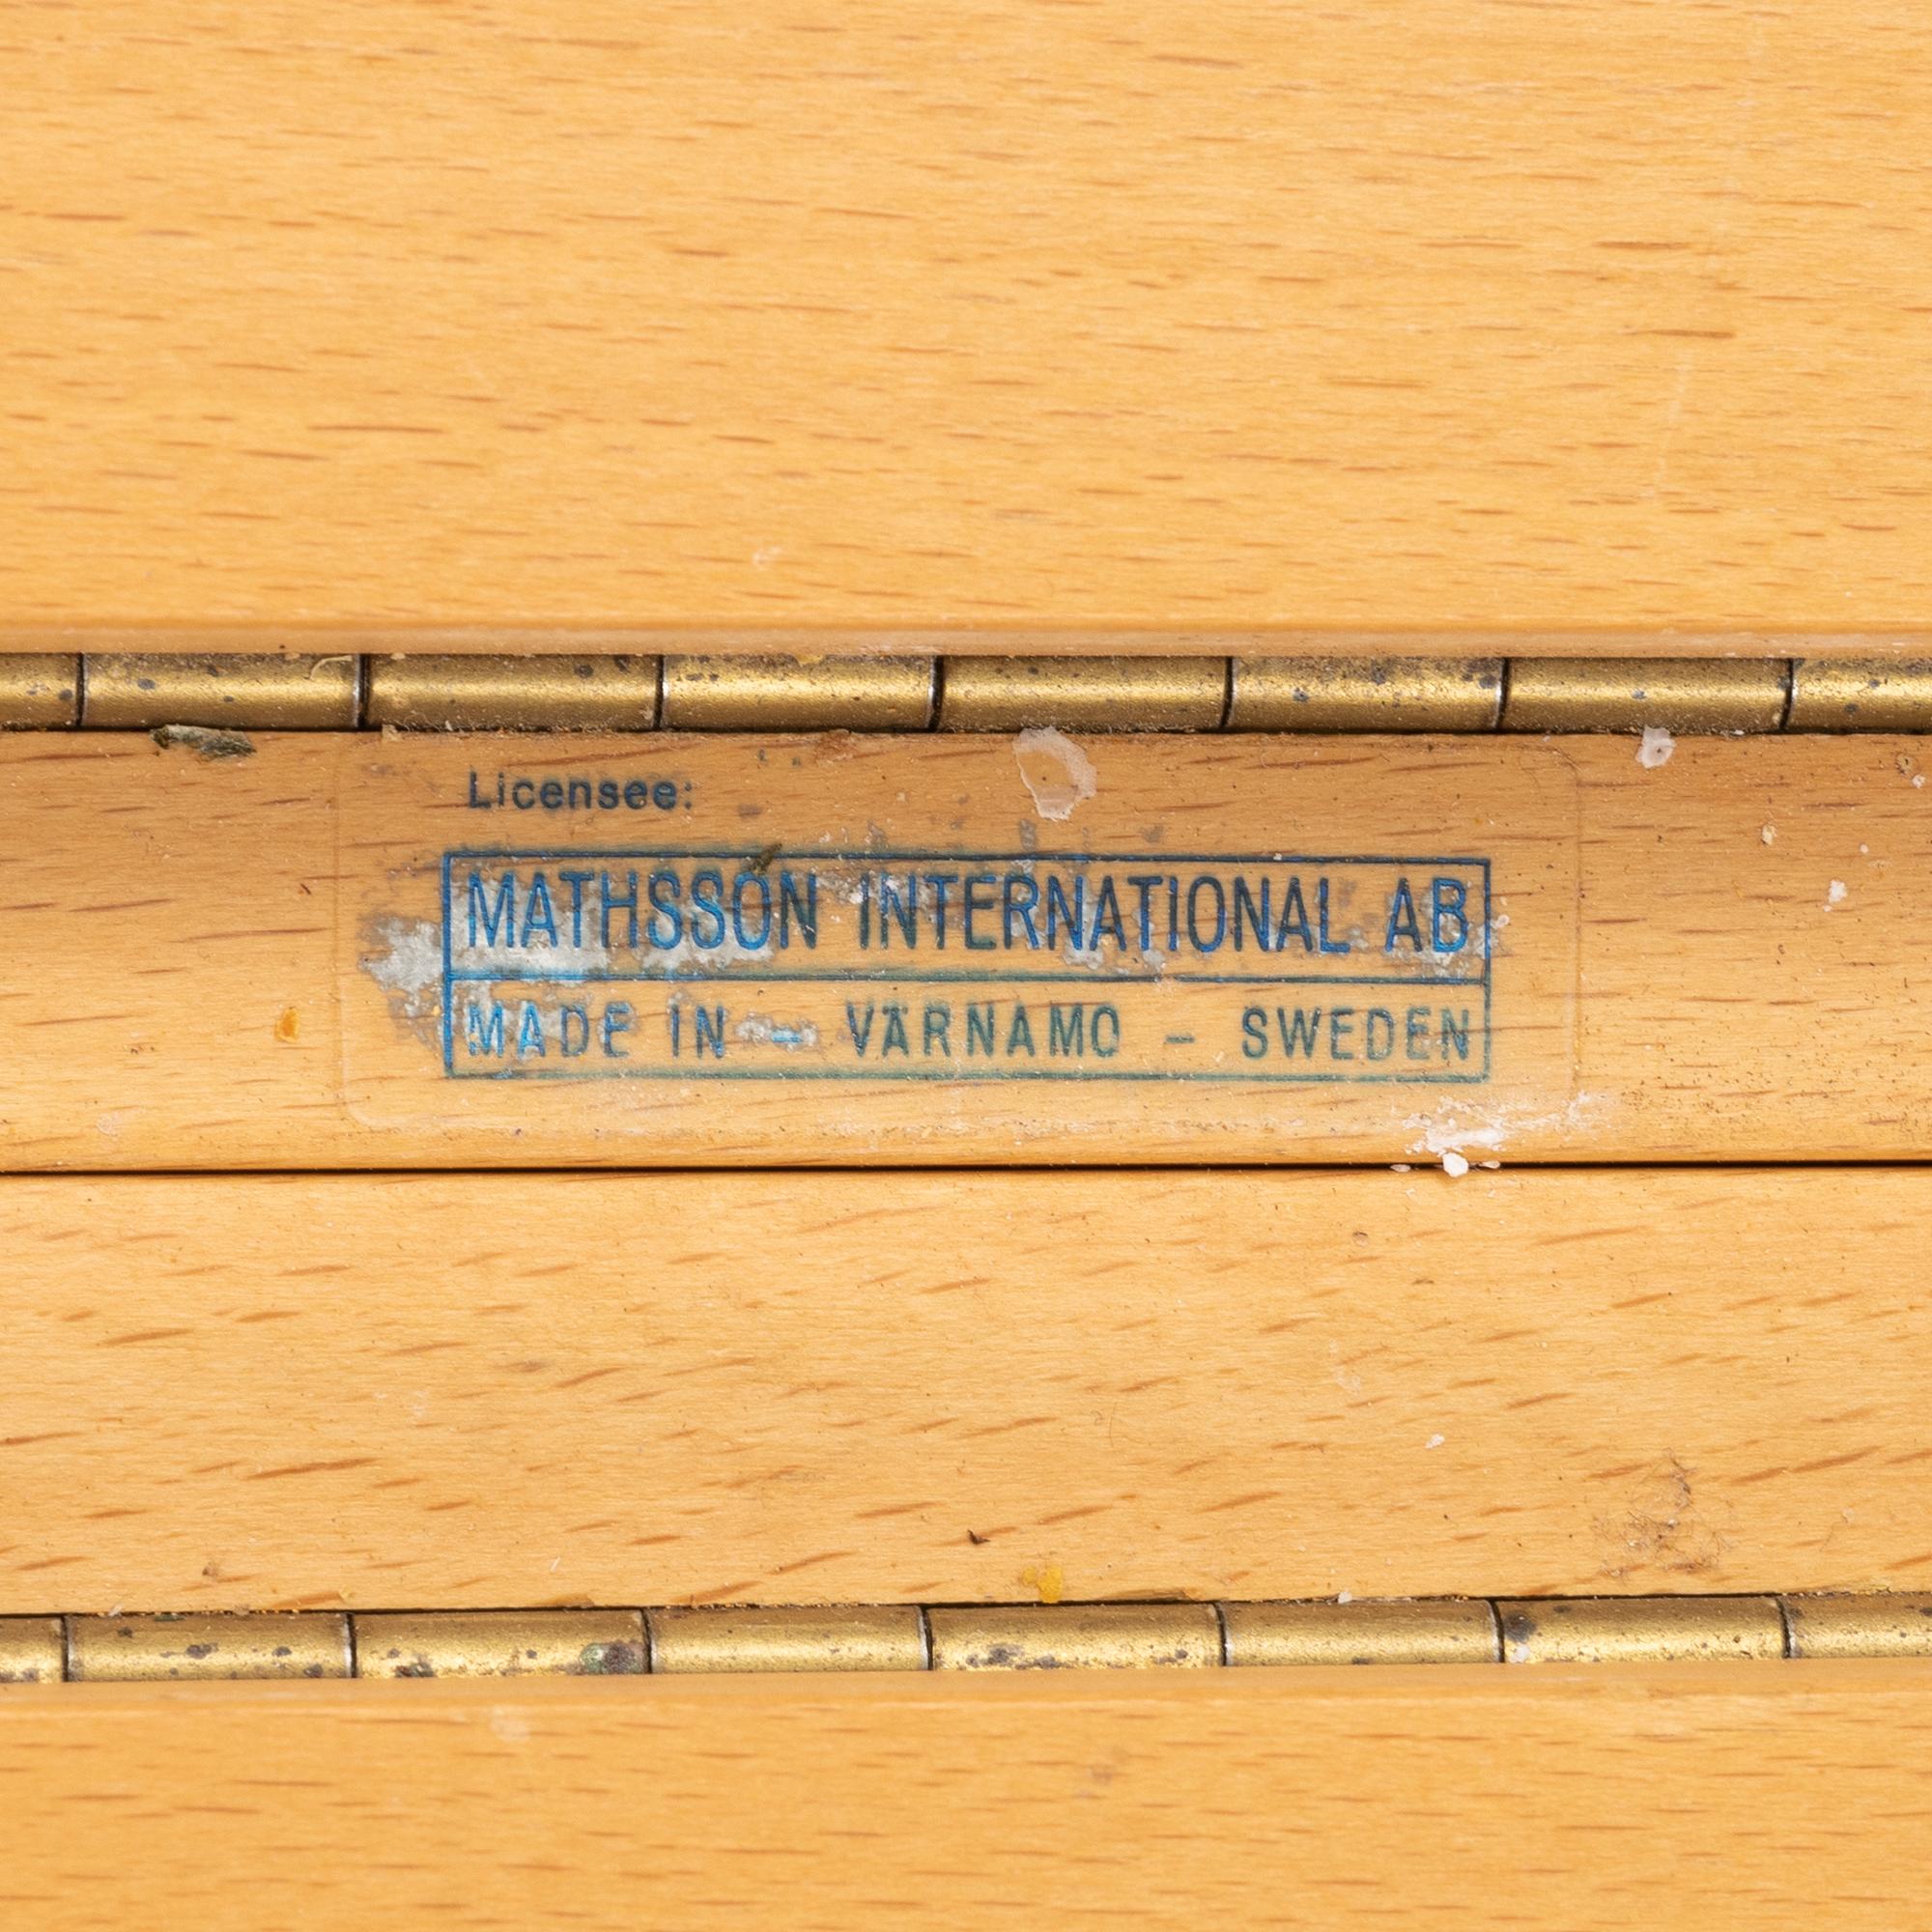 Licensee:
MATHSSON INTERNATIONAL AB
MADE IN - VÄRNAMO - SWEDEN